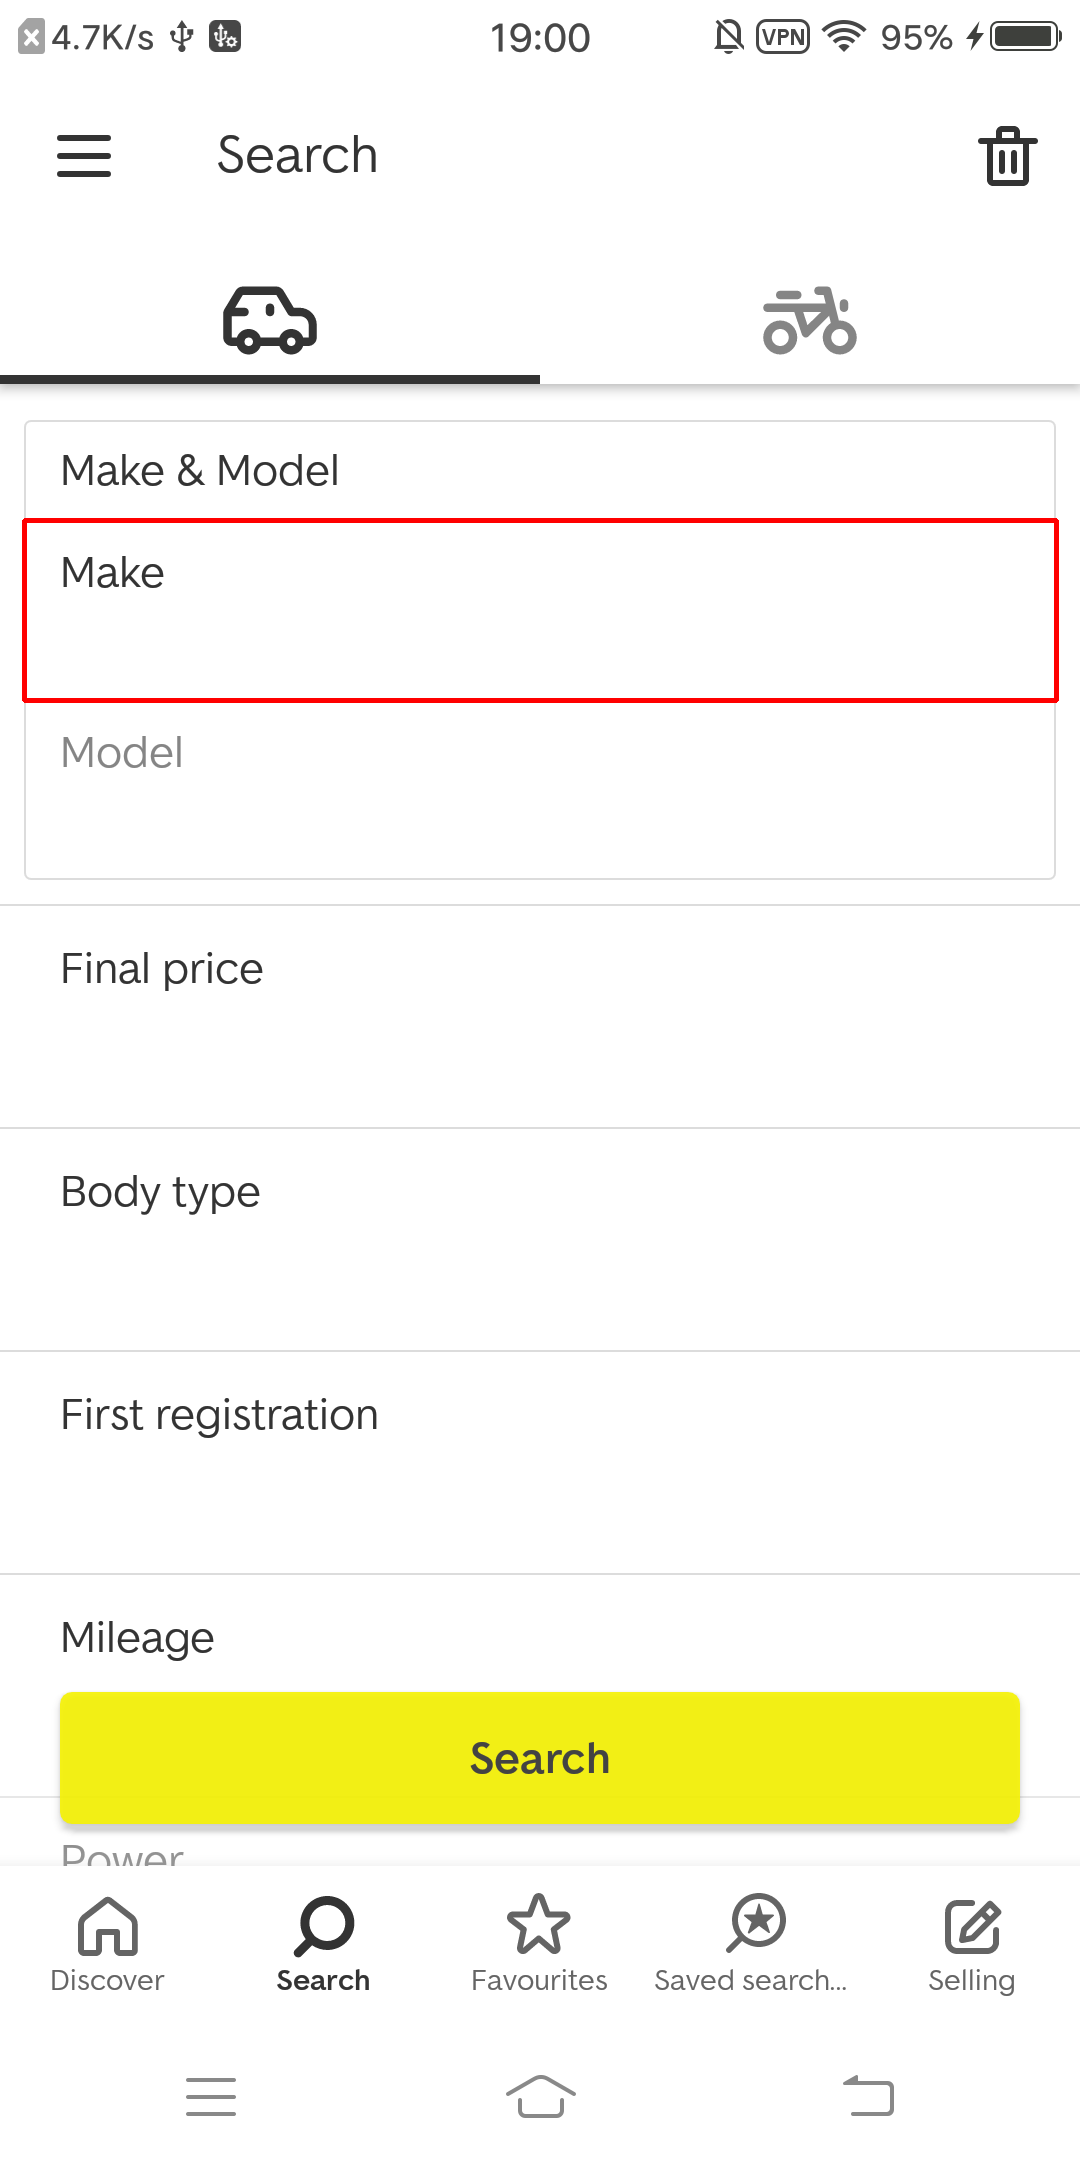 4.7K/s 19:00 VPN 95%
Search
Make & Model
Make
Model
Final price
Body type
First registration
Mileage
Search
Power
Discover Search Favourites Saved search... Selling